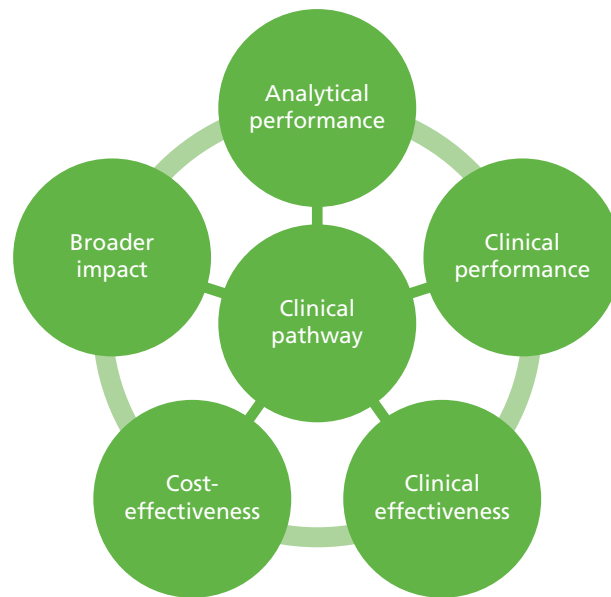 Analytical
performance
Broader
impact
Clinical
performance
Clinical
pathway
Cost-
effectiveness
Clinical
effectiveness